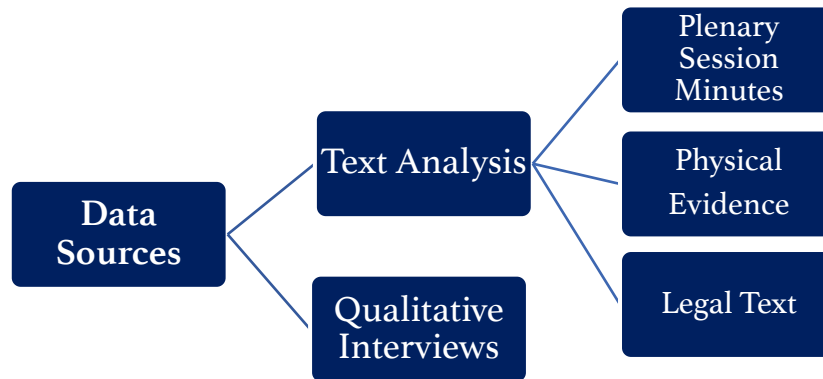 Data
Sources
Text Analysis
Qualitative
Interviews
Plenary
Session
Minutes
Physical
Evidence
Legal Text